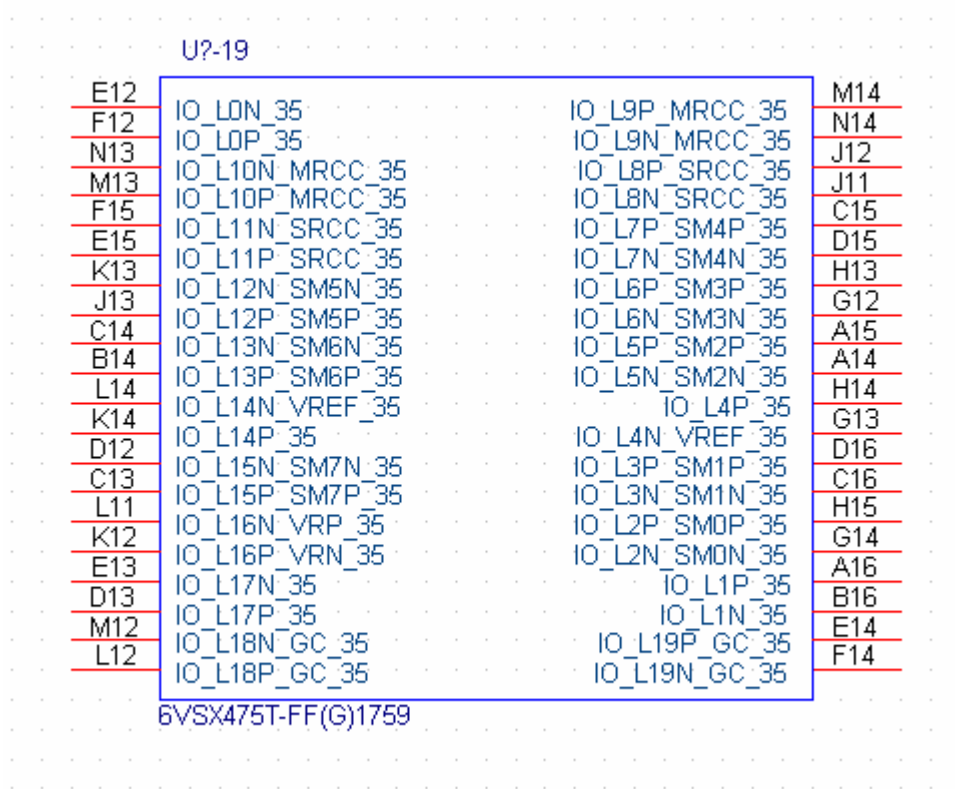 U?-19
E12 IO_L0N_35 IO_L9P_MRCC_35 M14
F12 IO_L0P_35 IO_L9N_MRCC_35 N14
N13 IO_L10N_MRCC_35 IO_L8P_SRCC_35 J12
M13 IO_L10P_MRCC_35 IO_L8N_SRCC_35 J11
F15 IO_L11N_SRCC_35 IO_L7P_SM4P_35 C15
E15 IO_L11P_SRCC_35 IO_L7N_SM4N_35 D15
K13 IO_L12N_SM5N_35 IO_L6P_SM3P_35 H13
J13 IO_L12P_SM5P_35 IO_L6N_SM3N_35 G12
C14 IO_L13N_SM6N_35 IO_L5P_SM2P_35 A15
B14 IO_L13P_SM6P_35 IO_L5N_SM2N_35 A14
L14 IO_L14N_VREF_35 IO_L4P_35 H14
K14 IO_L14P_35 IO_L4N_VREF_35 G13
D12 IO_L15N_SM7N_35 IO_L3P_SM1P_35 D16
C13 IO_L15P_SM7P_35 IO_L3N_SM1N_35 C16
L11 IO_L16N_VRP_35 IO_L2P_SM0P_35 H15
K12 IO_L16P_VRN_35 IO_L2N_SM0N_35 G14
E13 IO_L17N_35 IO_L1P_35 A16
D13 IO_L17P_35 IO_L1N_35 B16
M12 IO_L18N_GC_35 IO_L19P_GC_35 E14
L12 IO_L18P_GC_35 IO_L19N_GC_35 F14
6VSX475T-FF(G)1759